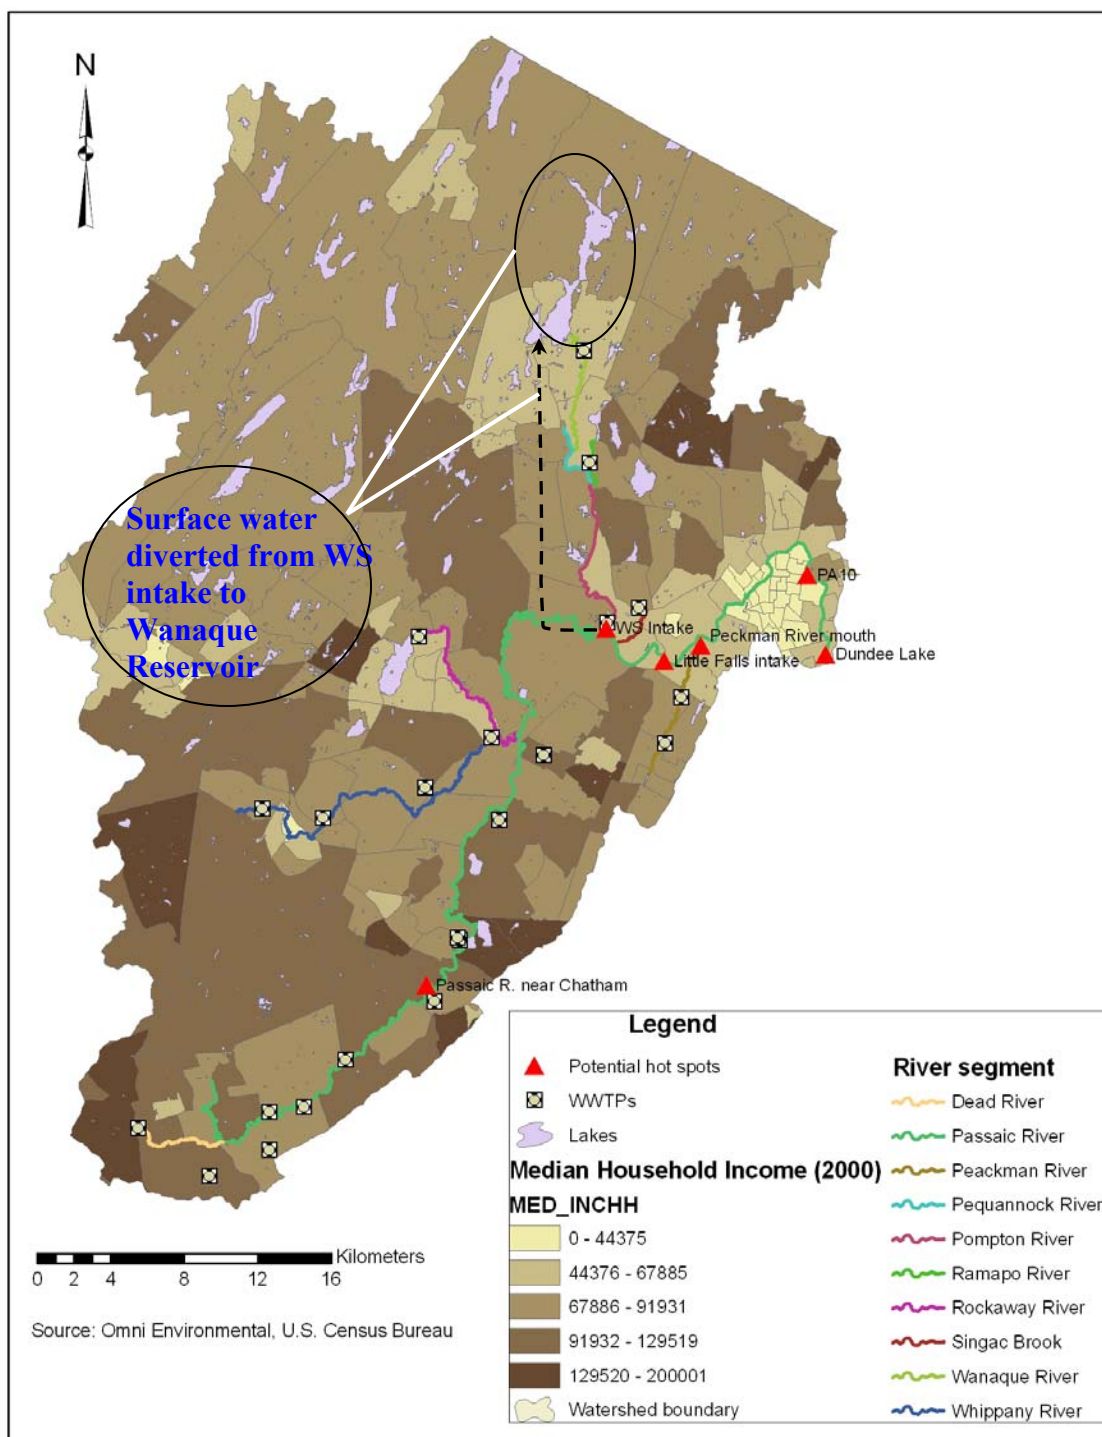 N
Surface water
diverted from WS
intake to
Wanaque
Reservoir
PA10
WS Intake
Peckman River mouth
Little Falls intake
Dundee Lake
Passaic R. near Chatham
Legend
Potential hot spots
WWTPs
Lakes
Median Household Income (2000)
MED_INCHH
0 - 44375
44376 - 67885
67886 - 91931
91932 - 129519
129520 - 200001
Watershed boundary
River segment
Dead River
Passaic River
Peackman River
Pequannock River
Pompton River
Ramapo River
Rockaway River
Singac Brook
Wanaque River
Whippany River
Kilometers
0 2 4 8 12 16
Source: Omni Environmental, U.S. Census Bureau